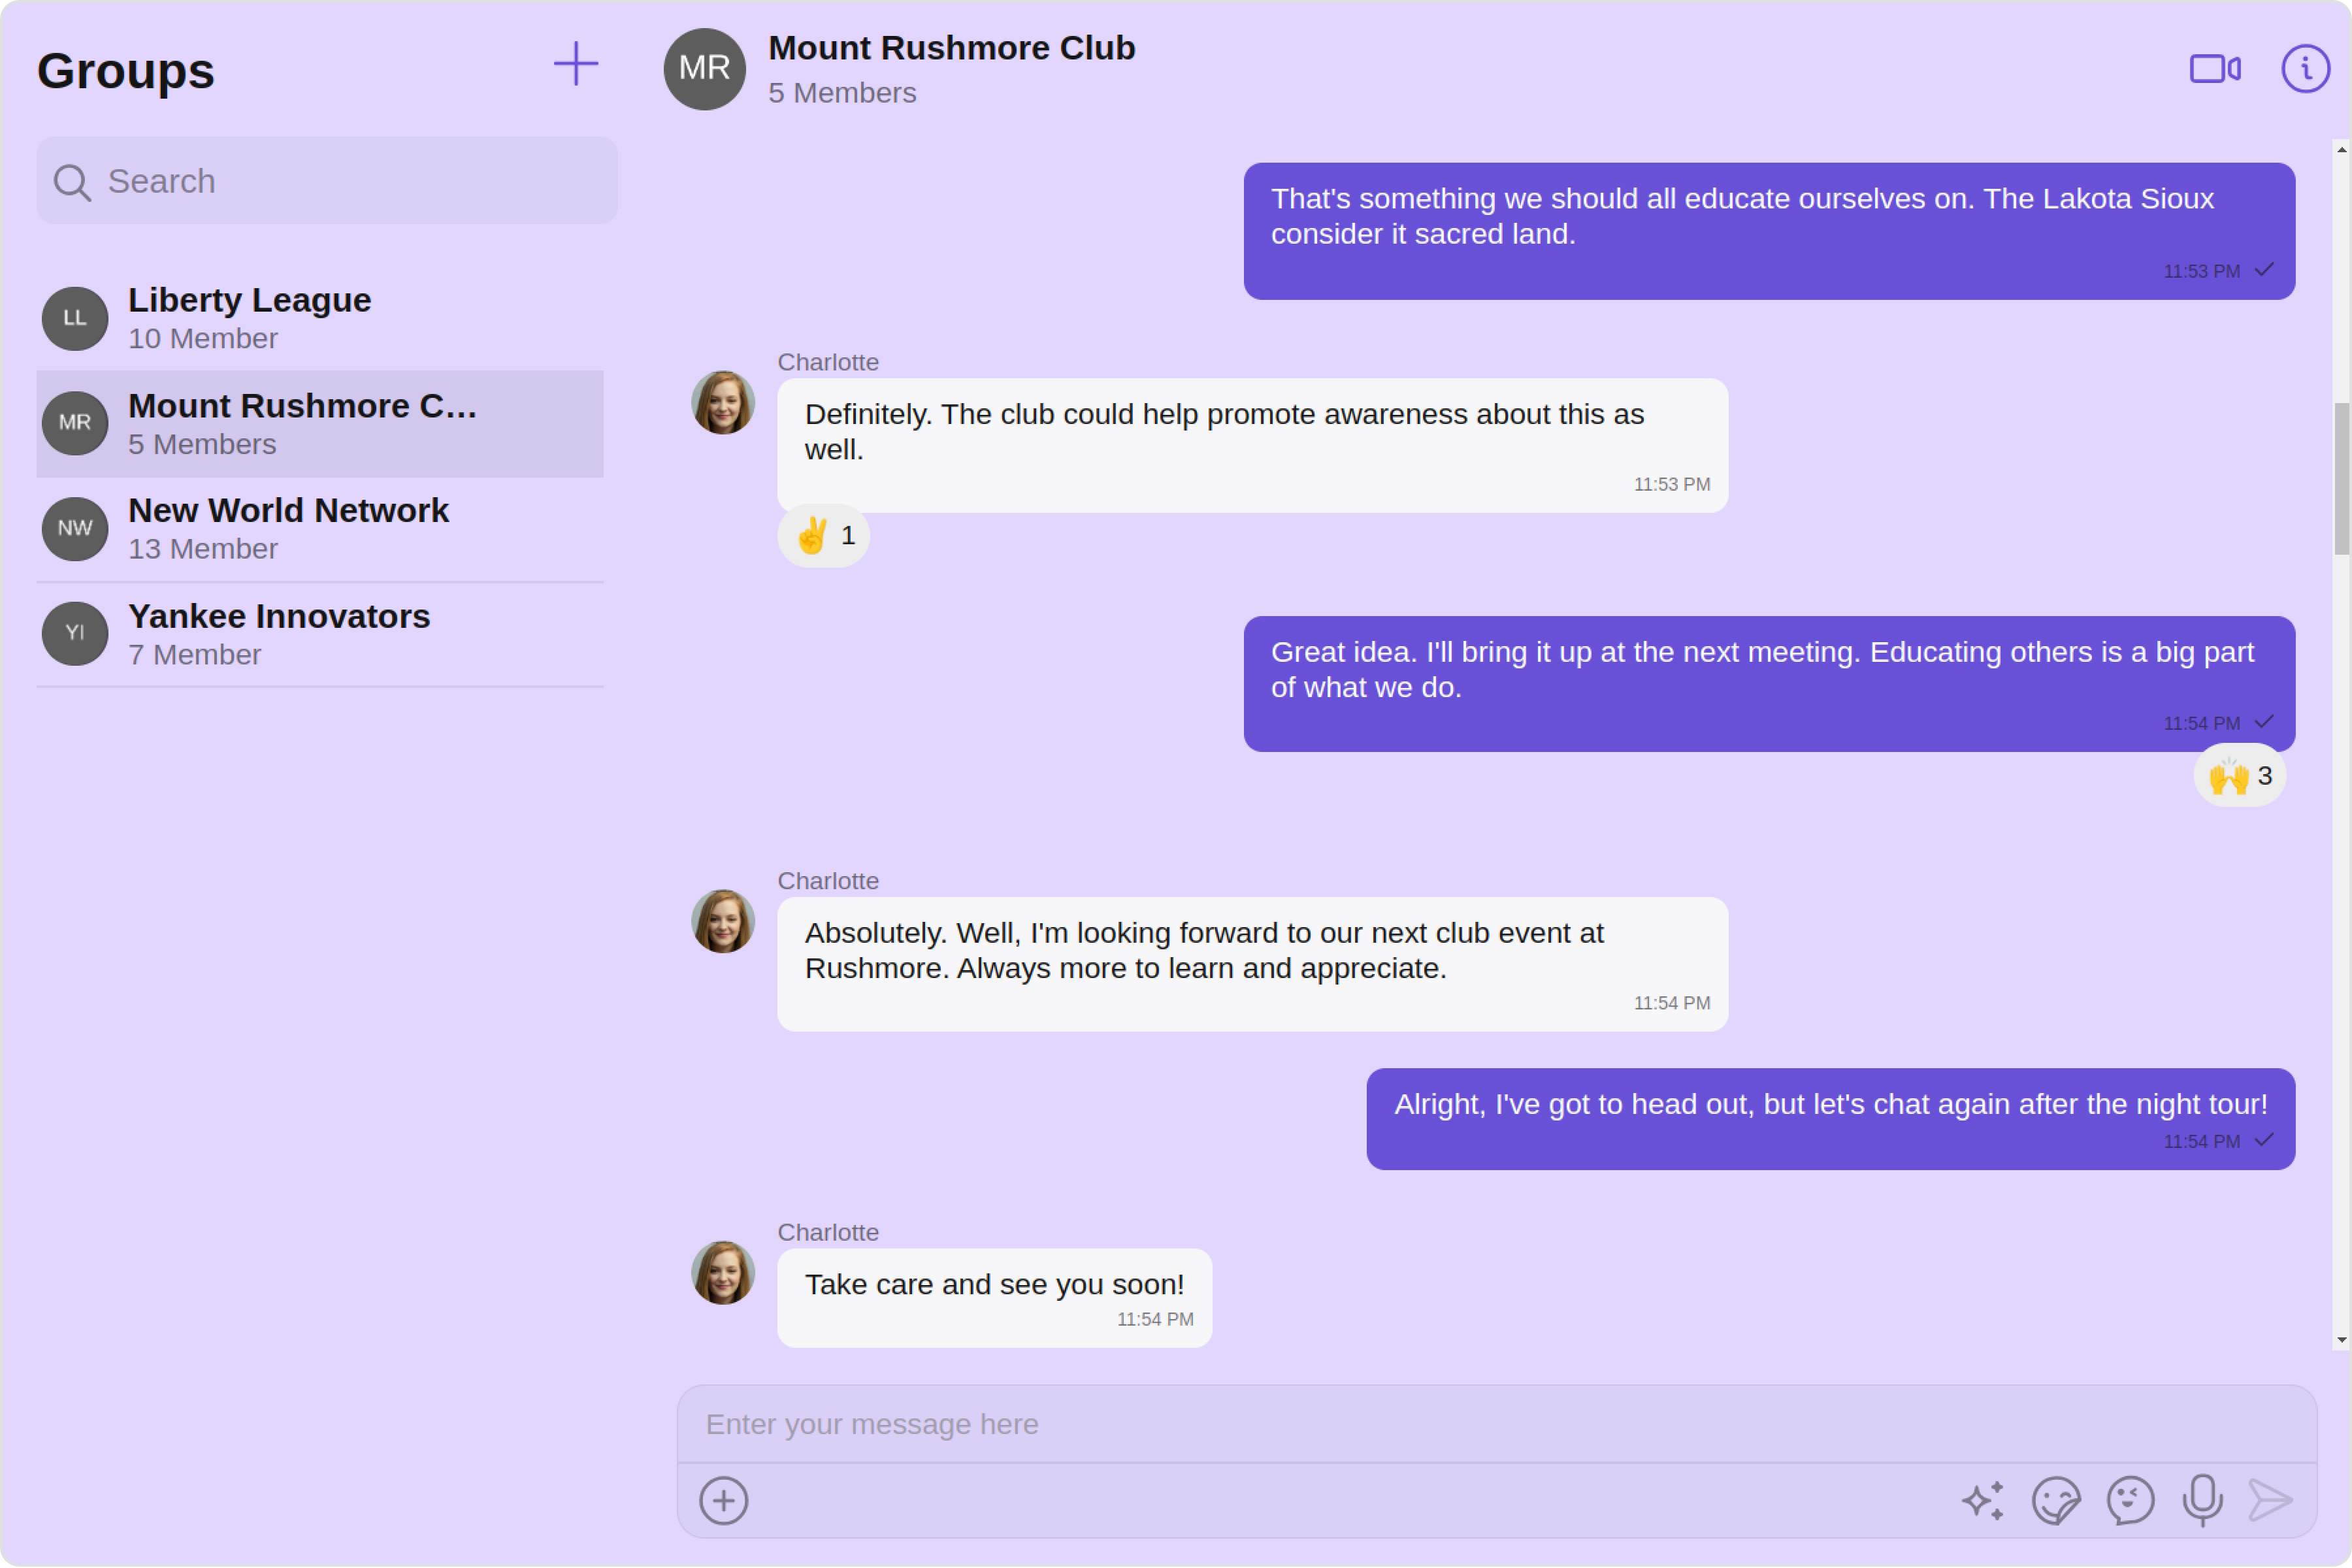 Groups
Search
LL
Liberty League
10 Member
MR
Mount Rushmore C...
5 Members
NW
New World Network
13 Member
YI
Yankee Innovators
7 Member
MR
Mount Rushmore Club
5 Members
That's something we should all educate ourselves on. The Lakota Sioux
consider it sacred land.
11:53 PM
Charlotte
Definitely. The club could help promote awareness about this as
well.
11:53 PM
1
Great idea. I'll bring it up at the next meeting. Educating others is a big part
of what we do.
11:54 PM
3
Charlotte
Absolutely. Well, I'm looking forward to our next club event at
Rushmore. Always more to learn and appreciate.
11:54 PM
Alright, I've got to head out, but let's chat again after the night tour!
11:54 PM
Charlotte
Take care and see you soon!
11:54 PM
Enter your message here